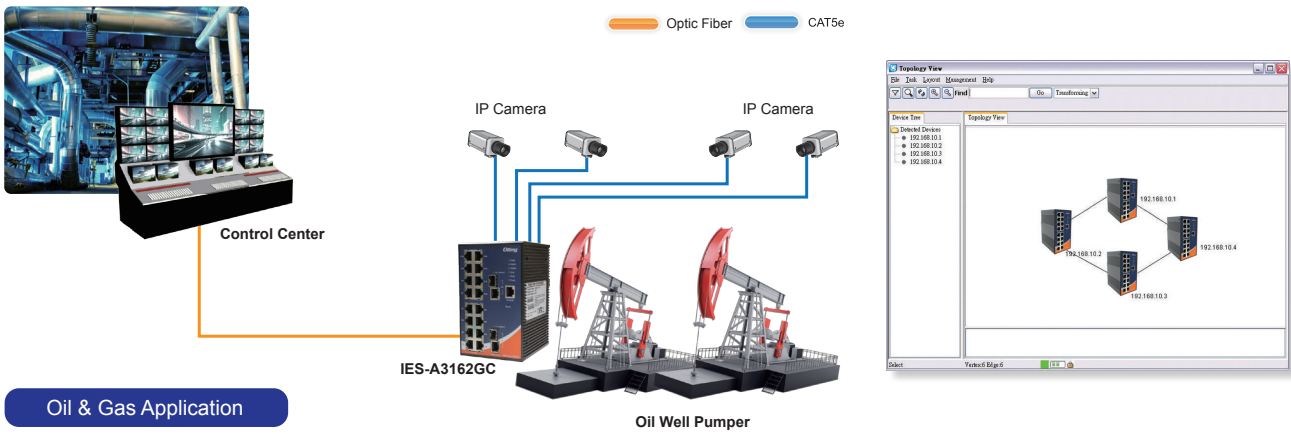 Optic Fiber
CAT5e
IP Camera
IP Camera
Control Center
IES-A3162GC
Oil Well Pumper
Oil & Gas Application
Topology View
File Task Layout Management Help
Find
Go
Transforming
Device Tree
Topology View
Detected Devices
192.168.10.1
192.168.10.2
192.168.10.3
192.168.10.4
192.168.10.1
192.168.10.2
192.168.10.4
192.168.10.3
Select
Vertex:6 Edge:6